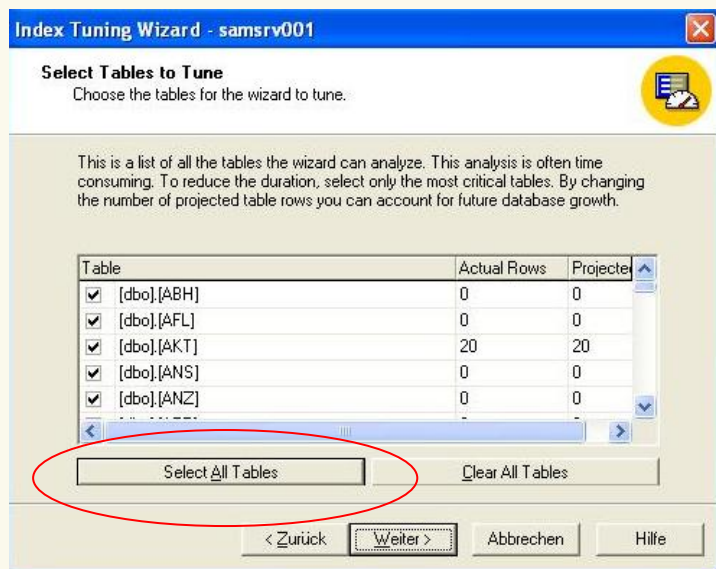 Index Tuning Wizard - samsrv001
Select Tables to Tune
Choose the tables for the wizard to tune.
This is a list of all the tables the wizard can analyze. This analysis is often time
consuming. To reduce the duration, select only the most critical tables. By changing
the number of projected table rows you can account for future database growth.
Table Actual Rows Projected
[dbo].[ABH] 0 0
[dbo].[AFL] 0 0
[dbo].[AKT] 20 20
[dbo].[ANS] 0 0
[dbo].[ANZ] 0 0
Select All Tables Clear All Tables
< Zurück Weiter > Abbrechen Hilfe